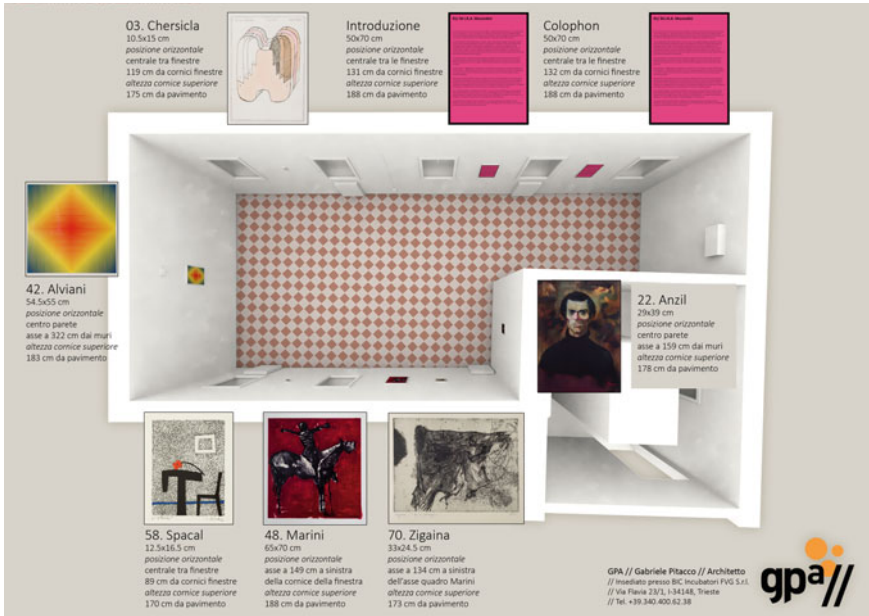 03. Chersicla
10.5x15 cm
posizione orizzontale
centrale tra finestre
119 cm da cornici finestre
altezza cornice superiore
175 cm da pavimento
Introduzione
50x70 cm
posizione orizzontale
centrale tra le finestre
131 cm da cornici finestre
altezza cornice superiore
188 cm da pavimento
Colophon
50x70 cm
posizione orizzontale
centrale tra le finestre
132 cm da cornici finestre
altezza cornice superiore
188 cm da pavimento
42. Alviani
54.5x55 cm
posizione orizzontale
centro parete
asse a 322 cm dai muri
altezza cornice superiore
183 cm da pavimento
22. Anzil
29x39 cm
posizione orizzontale
centro parete
asse a 159 cm dai muri
altezza cornice superiore
178 cm da pavimento
58. Spacal
12.5x16.5 cm
posizione orizzontale
centrale tra finestre
89 cm da cornici finestre
altezza cornice superiore
170 cm da pavimento
48. Marini
65x70 cm
posizione orizzontale
asse a 149 cm a sinistra
della cornice della finestra
altezza cornice superiore
188 cm da pavimento
70. Zigaina
33x24.5 cm
posizione orizzontale
asse a 134 cm a sinistra
dell'asse quadro Marini
altezza cornice superiore
173 cm da pavimento
GPA // Gabriele Pitacco // Architetto
// Insediato presso BIC Incubatori FVG S.r.l.
// Via Flavia 23/1, I-34148, Trieste
// Tel. +39.340.400.62.38
gpa//